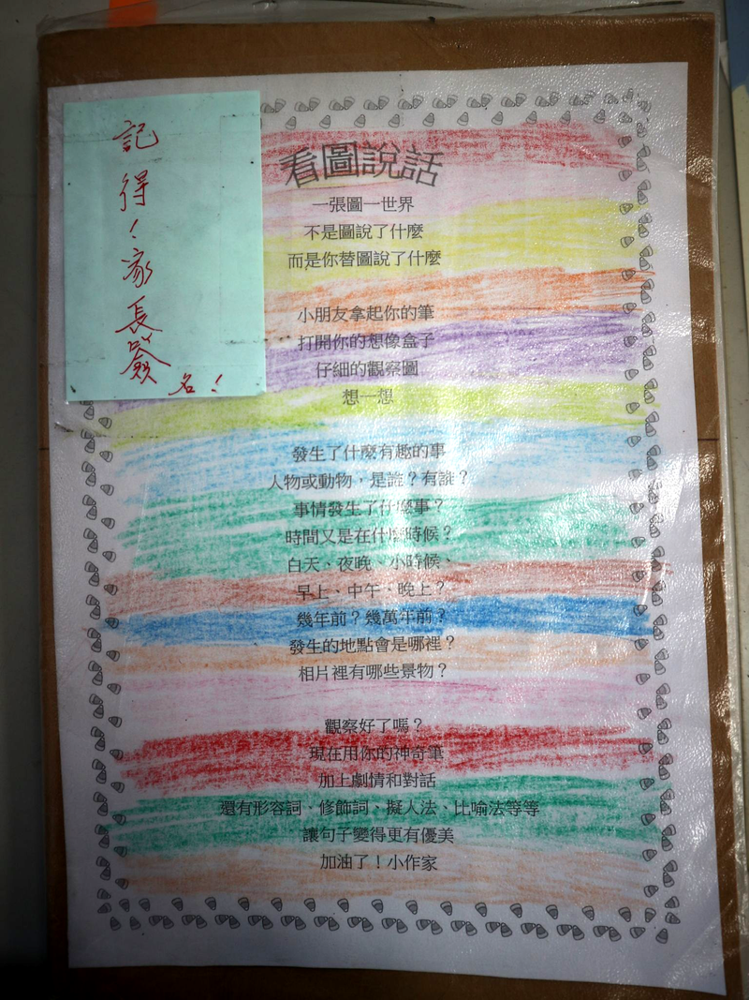 記得！家長簽名！
看圖說話
一張圖一世界
不是圖說了什麼
而是你替圖說了什麼
小朋友拿起你的筆
打開你的想像盒子
仔細的觀察圖
想一想
發生了什麼有趣的事
人物或動物，是誰？有誰？
事情發生了什麼事？
時間又是在什麼時候？
白天、夜晚、小時候、
早上、中午、晚上？
幾年前？幾萬年前？
發生的地點會是哪裡？
相片裡有哪些景物？
觀察好了嗎？
現在用你的神奇筆
加上劇情和對話
還有形容詞、修飾詞、擬人法、比喻法等等
讓句子變得更有優美
加油了！小作家